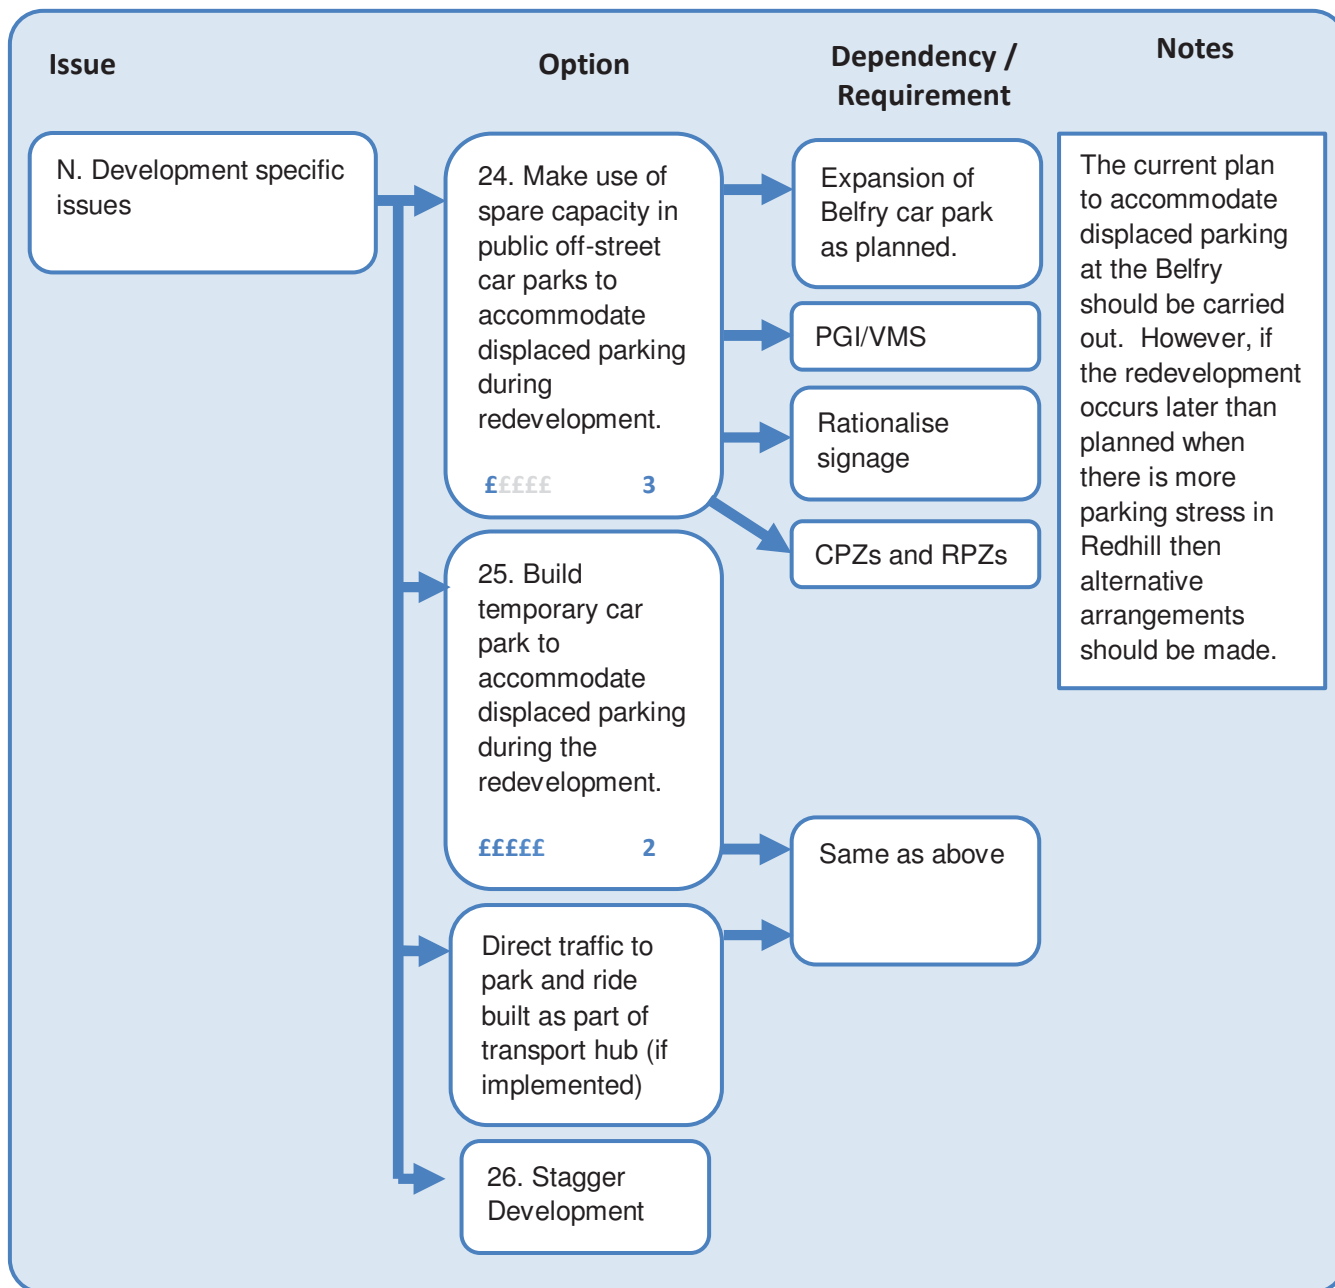 Issue
Option
Dependency /
Requirement
Notes
N. Development specific
issues
24. Make use of
spare capacity in
public off-street
car parks to
accommodate
displaced parking
during
redevelopment.
£££££ 3
Expansion of
Belfry car park
as planned.
PGI/VMS
Rationalise
signage
CPZs and RPZs
The current plan
to accommodate
displaced parking
at the Belfry
should be carried
out.  However, if
the redevelopment
occurs later than
planned when
there is more
parking stress in
Redhill then
alternative
arrangements
should be made.
25. Build
temporary car
park to
accommodate
displaced parking
during the
redevelopment.
£££££ 2
Same as above
Direct traffic to
park and ride
built as part of
transport hub (if
implemented)
26. Stagger
Development